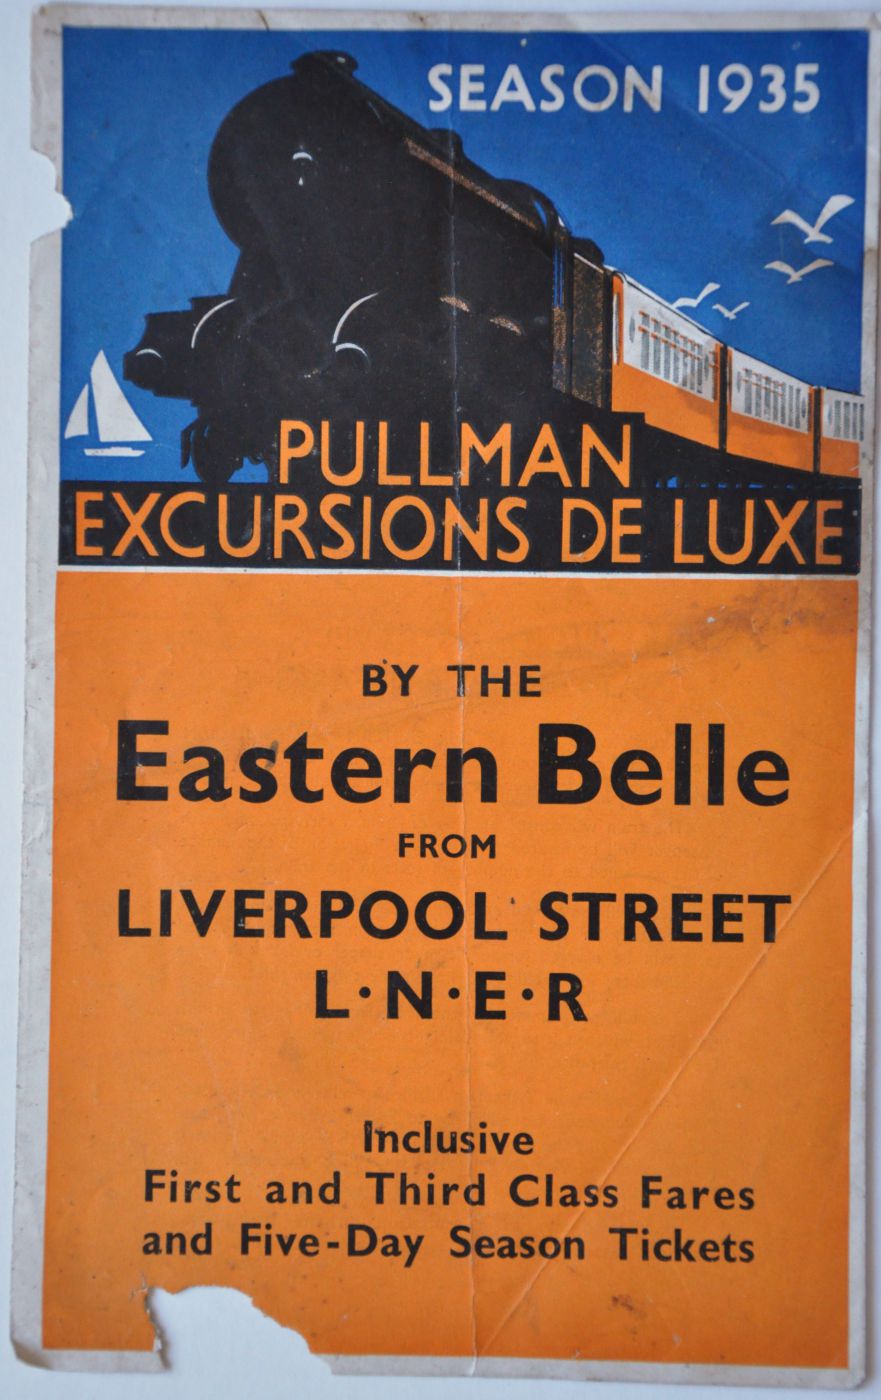 SEASON 1935
PULLMAN
EXCURSIONS DE LUXE
BY THE
Eastern Belle
FROM
LIVERPOOL STREET
L·N·E·R
Inclusive
First and Third Class Fares
and Five-Day Season Tickets